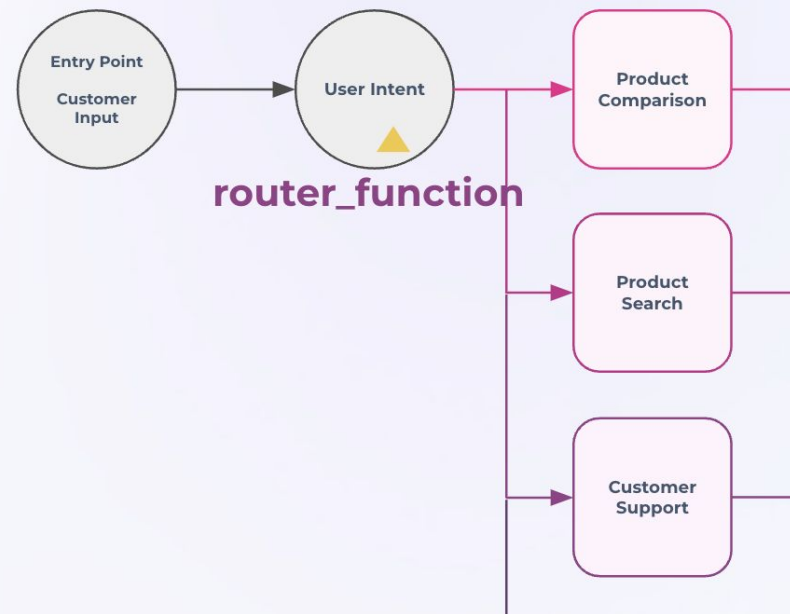 Entry Point
Customer
Input
User Intent
router_function
Product
Comparison
Product
Search
Customer
Support